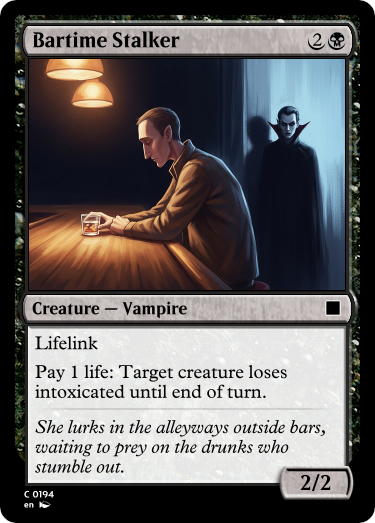 Bartime Stalker 2
Creature — Vampire
Lifelink
Pay 1 life: Target creature loses
intoxicated until end of turn.
She lurks in the alleyways outside bars,
waiting to prey on the drunks who
stumble out.
2/2
C 0194
en